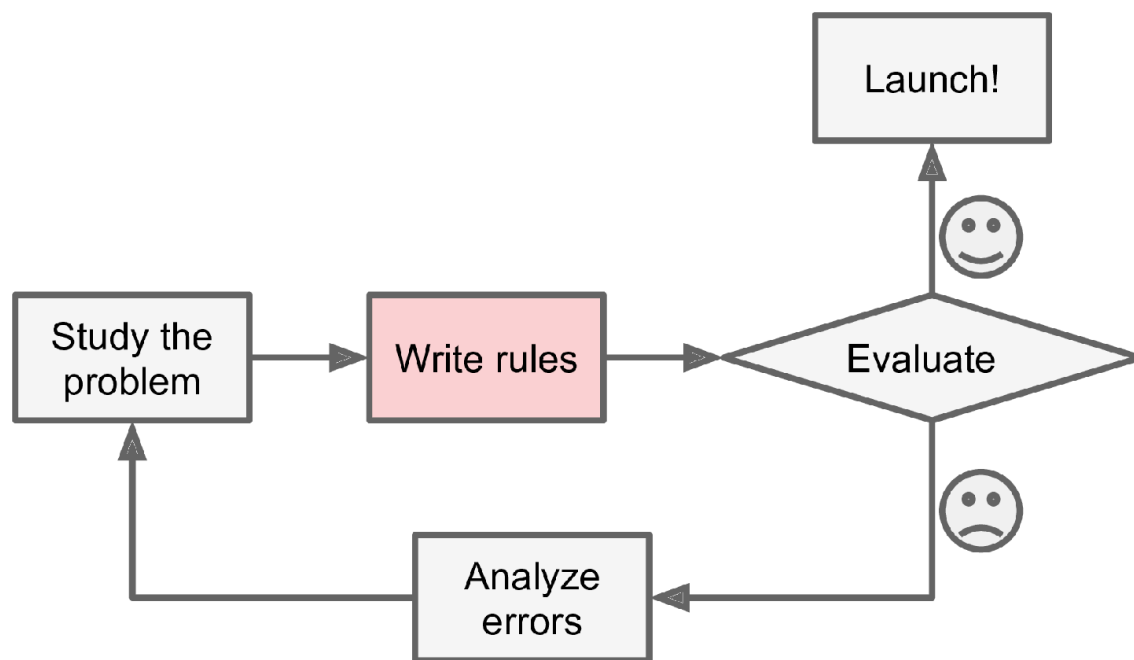 Launch!
Study the
problem
Write rules
Evaluate
Analyze
errors